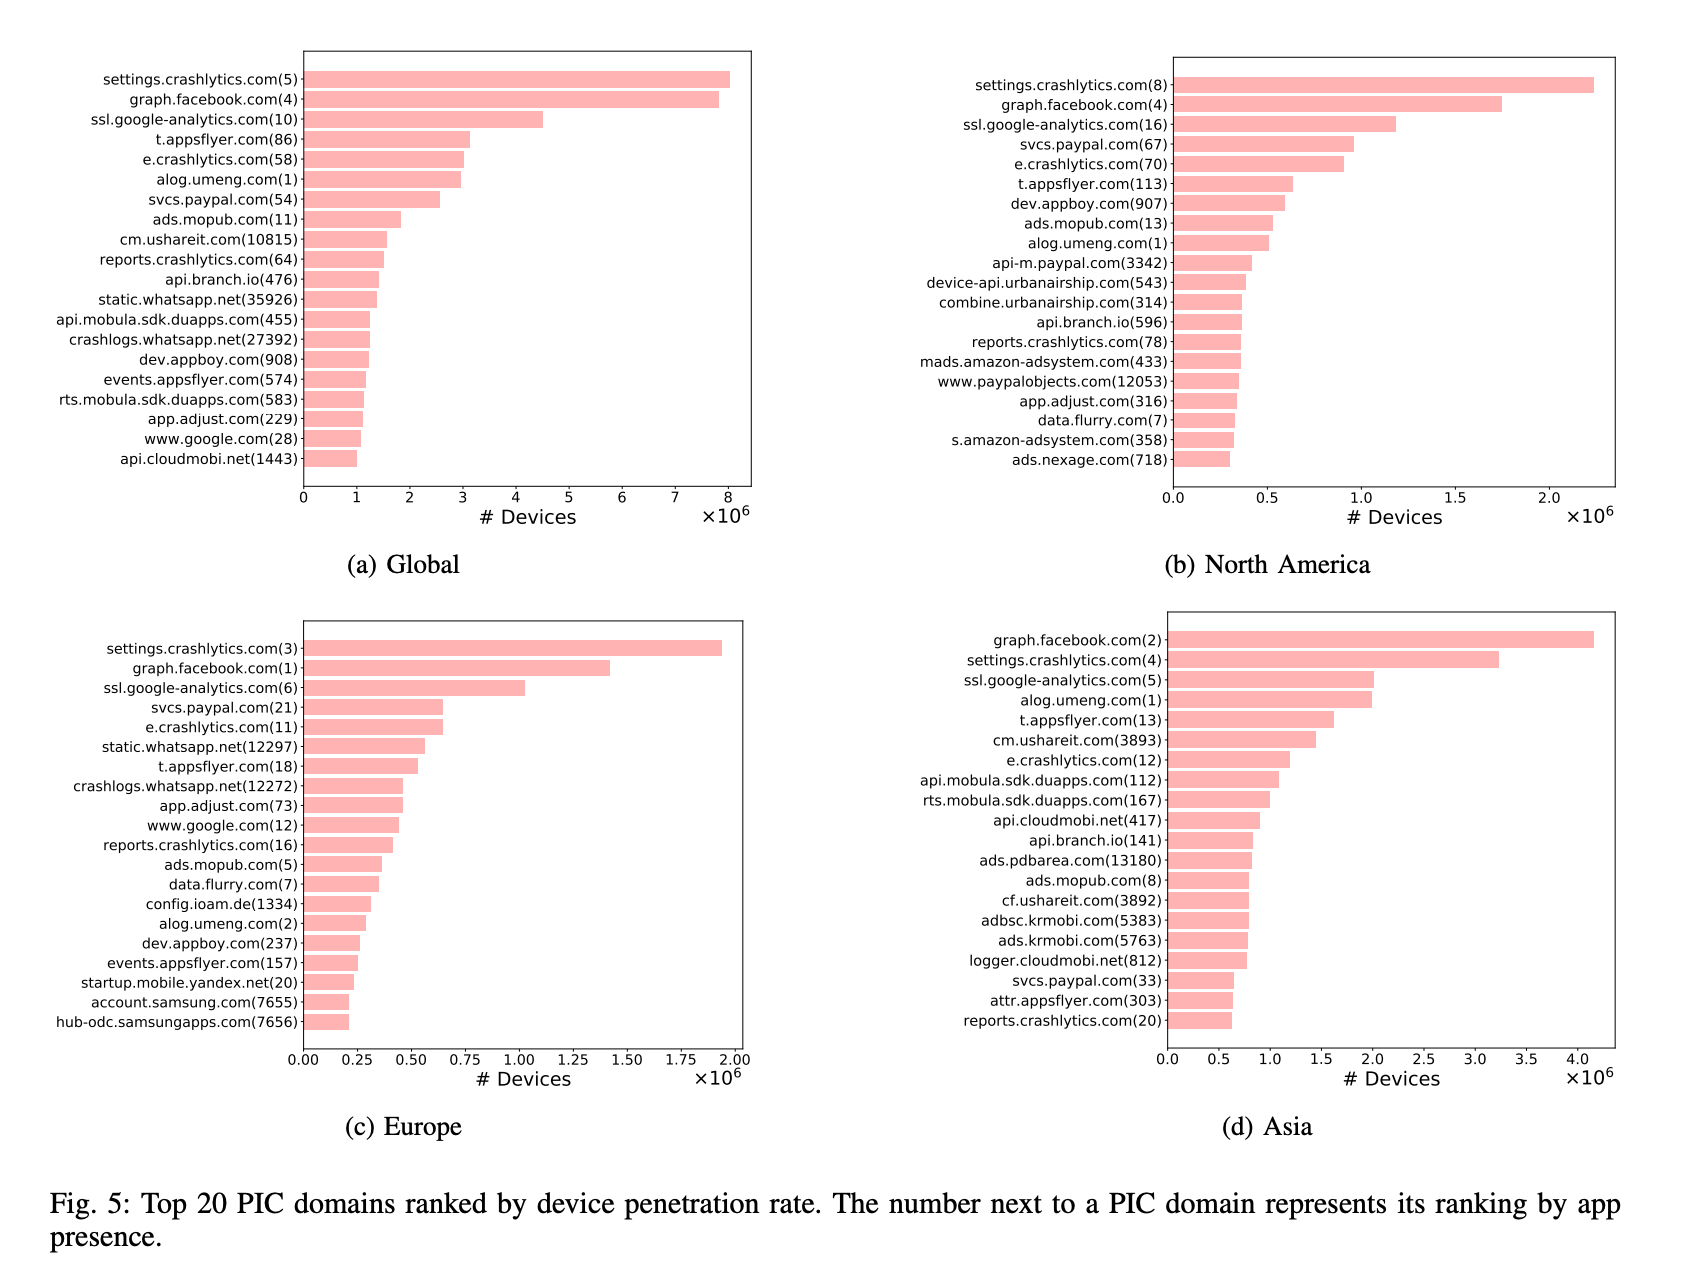 settings.crashlytics.com(5)
graph.facebook.com(4)
ssl.google-analytics.com(10)
t.appsflyer.com(86)
e.crashlytics.com(58)
alog.umeng.com(1)
svcs.paypal.com(54)
ads.mopub.com(11)
cm.ushareit.com(10815)
reports.crashlytics.com(64)
api.branch.io(476)
static.whatsapp.net(35926)
api.mobula.sdk.duapps.com(455)
crashlogs.whatsapp.net(27392)
dev.appboy.com(908)
events.appsflyer.com(574)
rts.mobula.sdk.duapps.com(583)
app.adjust.com(229)
www.google.com(28)
api.cloudmobi.net(1443)
0 1 2 3 4 5 6 7 8
# Devices ×10⁶
(a) Global
settings.crashlytics.com(8)
graph.facebook.com(4)
ssl.google-analytics.com(16)
svcs.paypal.com(67)
e.crashlytics.com(70)
t.appsflyer.com(113)
dev.appboy.com(907)
ads.mopub.com(13)
alog.umeng.com(1)
api-m.paypal.com(3342)
device-api.urbanairship.com(543)
combine.urbanairship.com(314)
api.branch.io(596)
reports.crashlytics.com(78)
mads.amazon-adsystem.com(433)
www.paypalobjects.com(12053)
app.adjust.com(316)
data.flurry.com(7)
s.amazon-adsystem.com(358)
ads.nexage.com(718)
0.0 0.5 1.0 1.5 2.0
# Devices ×10⁶
(b) North America
settings.crashlytics.com(3)
graph.facebook.com(1)
ssl.google-analytics.com(6)
svcs.paypal.com(21)
e.crashlytics.com(11)
static.whatsapp.net(12297)
t.appsflyer.com(18)
crashlogs.whatsapp.net(12272)
app.adjust.com(73)
www.google.com(12)
reports.crashlytics.com(16)
ads.mopub.com(5)
data.flurry.com(7)
config.ioam.de(1334)
alog.umeng.com(2)
dev.appboy.com(237)
events.appsflyer.com(157)
startup.mobile.yandex.net(20)
account.samsung.com(7655)
hub-odc.samsungapps.com(7656)
0.00 0.25 0.50 0.75 1.00 1.25 1.50 1.75 2.00
# Devices ×10⁶
(c) Europe
graph.facebook.com(2)
settings.crashlytics.com(4)
ssl.google-analytics.com(5)
alog.umeng.com(1)
t.appsflyer.com(13)
cm.ushareit.com(3893)
e.crashlytics.com(12)
api.mobula.sdk.duapps.com(112)
rts.mobula.sdk.duapps.com(167)
api.cloudmobi.net(417)
api.branch.io(141)
ads.pdbarea.com(13180)
ads.mopub.com(8)
cf.ushareit.com(3892)
adbsc.krmobi.com(5383)
ads.krmobi.com(5763)
logger.cloudmobi.net(812)
svcs.paypal.com(33)
attr.appsflyer.com(303)
reports.crashlytics.com(20)
0.0 0.5 1.0 1.5 2.0 2.5 3.0 3.5 4.0
# Devices ×10⁶
(d) Asia
Fig. 5: Top 20 PIC domains ranked by device penetration rate. The number next to a PIC domain represents its ranking by app
presence.